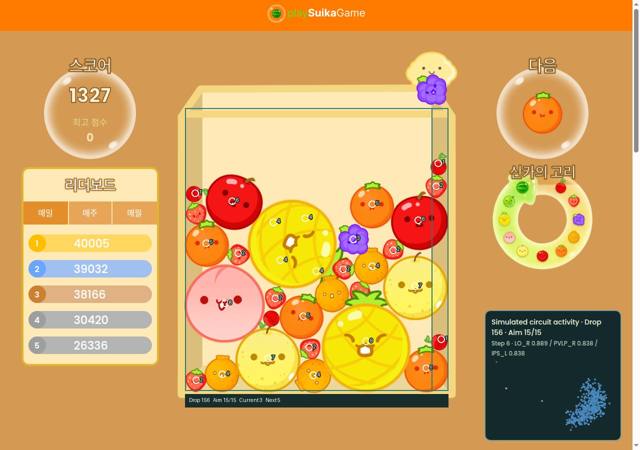 playSuikaGame
스코어
1327
최고 점수
0
리더보드
매일 매주 매월
1 40005
2 39032
3 38166
4 30420
5 26336
다음
신카의 고리
Simulated circuit activity · Drop
156 · Aim 15/15
Step 6 · LO_R 0.889 / PVLP_R 0.838 /
IPS_L 0.838
Drop 156 Aim 15/15 Current 3 Next 5